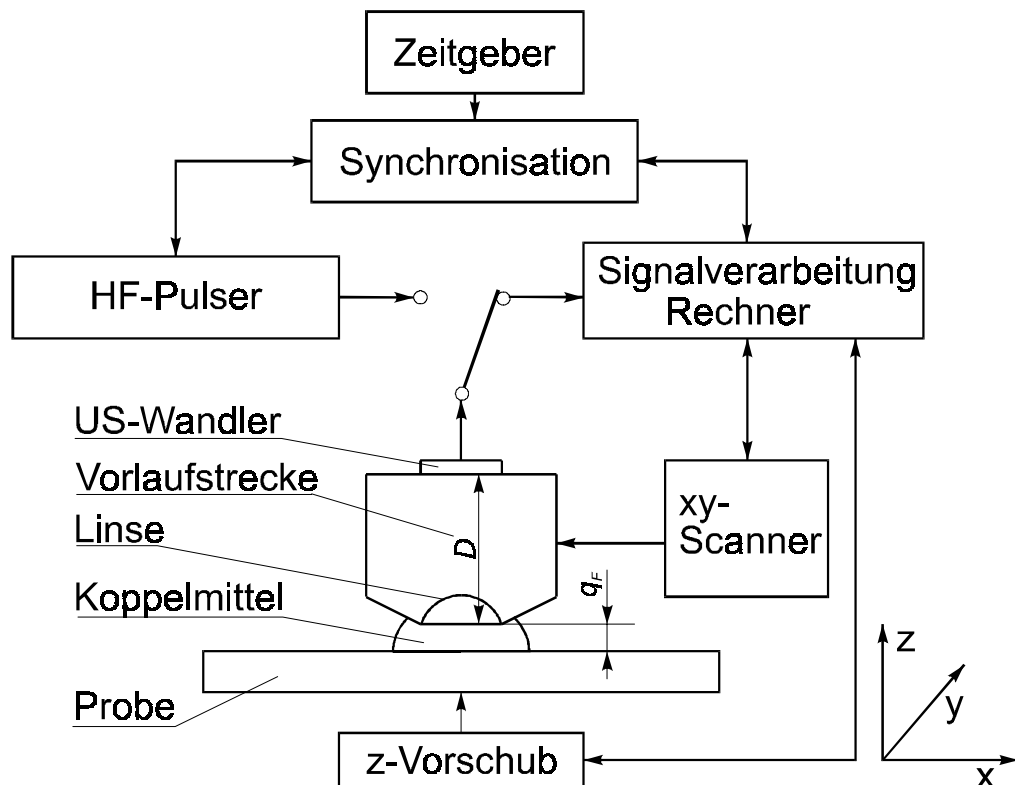 Zeitgeber
Synchronisation
HF-Pulser
Signalverarbeitung
Rechner
US-Wandler
Vorlaufstrecke
Linse
Koppelmittel
Probe
D
q_F
xy-
Scanner
z-Vorschub
z
y
x